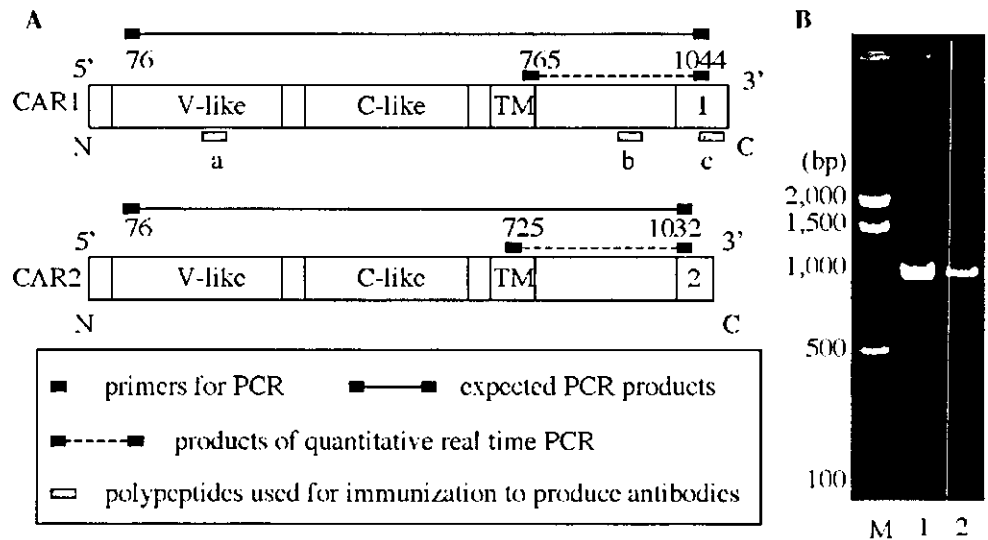 A
B
76
765
1044
5'
3'
CAR1
V-like
C-like
TM
1
N
a
b
c
C
76
725
1032
5'
3'
CAR2
V-like
C-like
TM
2
N
C
primers for PCR
expected PCR products
products of quantitative real time PCR
polypeptides used for immunization to produce antibodies
(bp)
2,000
1,500
1,000
500
100
M 1 2